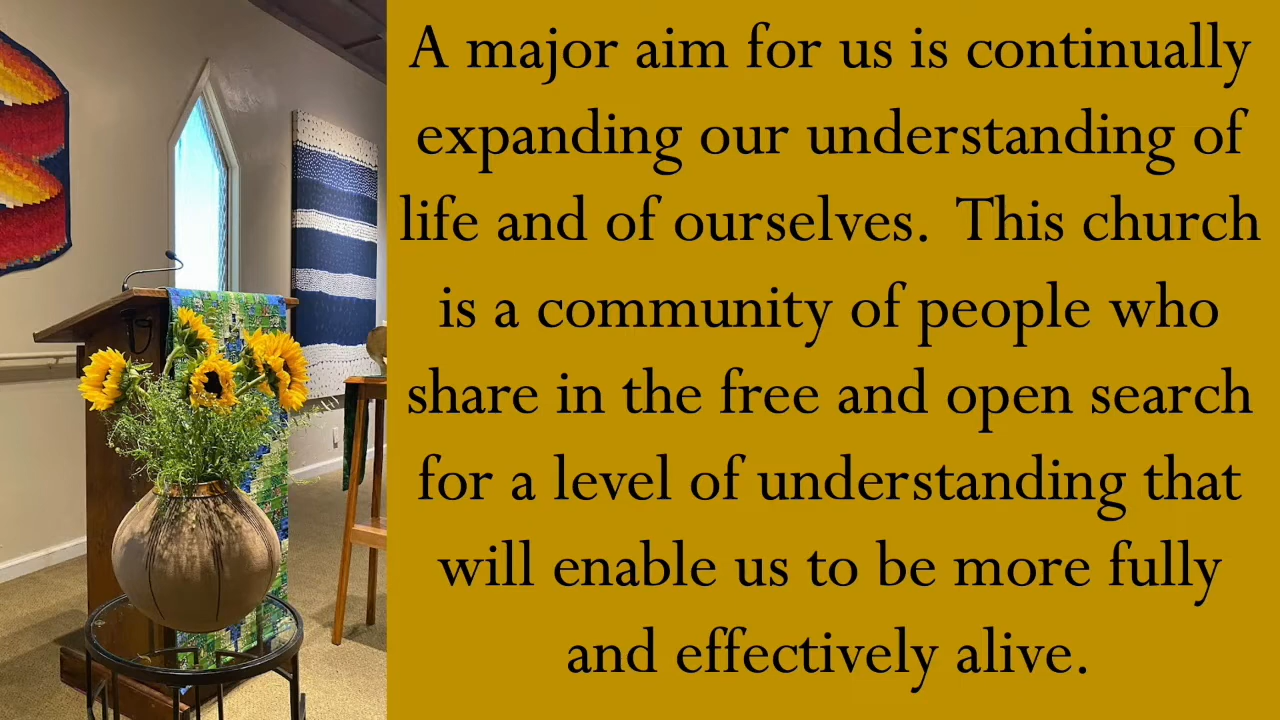 A major aim for us is continually
expanding our understanding of
life and of ourselves.  This church
is a community of people who
share in the free and open search
for a level of understanding that
will enable us to be more fully
and effectively alive.